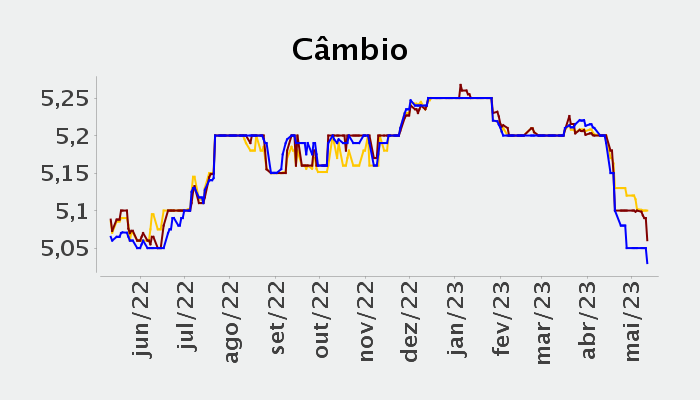 Câmbio
5,25
5,2
5,15
5,1
5,05
jun/22
jul/22
ago/22
set/22
out/22
nov/22
dez/22
jan/23
fev/23
mar/23
abr/23
mai/23